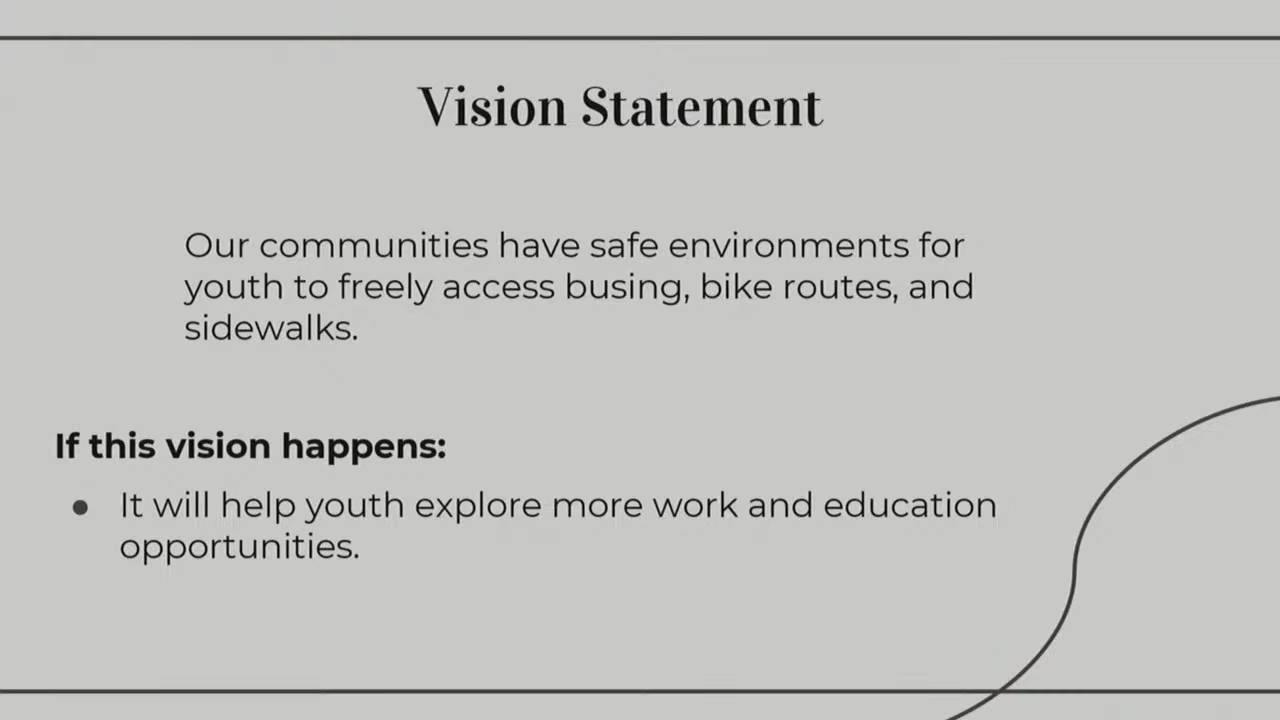 Vision Statement
Our communities have safe environments for
youth to freely access busing, bike routes, and
sidewalks.
If this vision happens:
● It will help youth explore more work and education
opportunities.